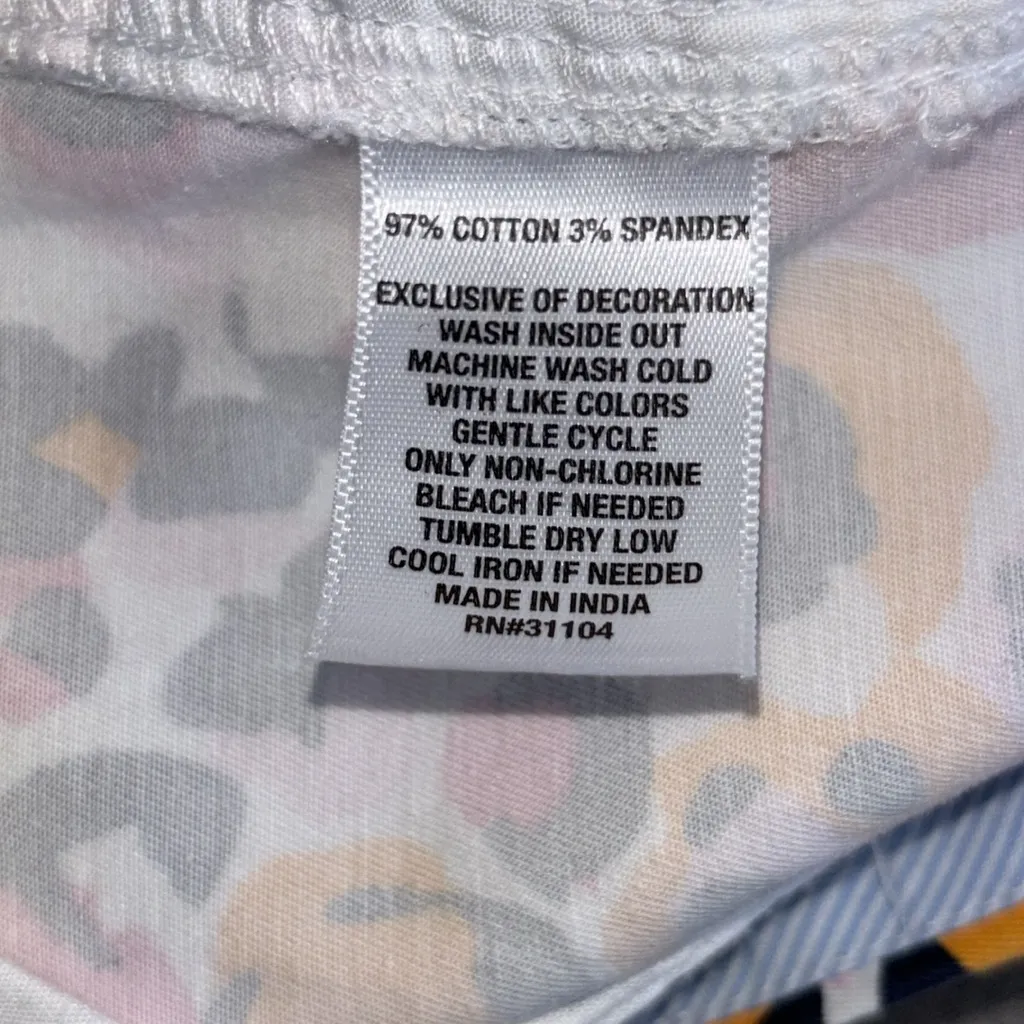 97% COTTON 3% SPANDEX
EXCLUSIVE OF DECORATION
WASH INSIDE OUT
MACHINE WASH COLD
WITH LIKE COLORS
GENTLE CYCLE
ONLY NON-CHLORINE
BLEACH IF NEEDED
TUMBLE DRY LOW
COOL IRON IF NEEDED
MADE IN INDIA
RN#31104